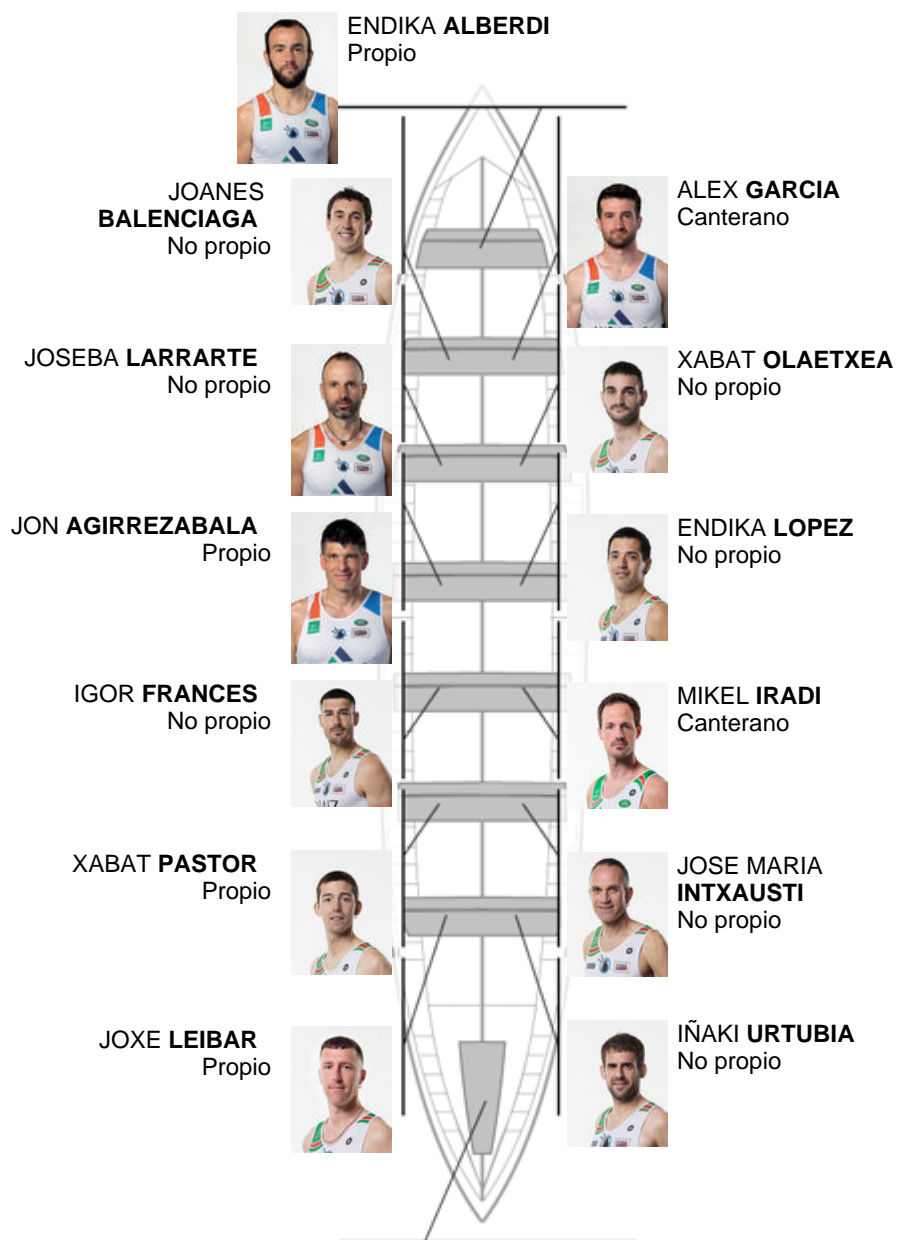 ENDIKA ALBERDI
Propio
JOANES
BALENCIAGA
No propio
ALEX GARCIA
Canterano
JOSEBA LARRARTE
No propio
XABAT OLAETXEA
No propio
JON AGIRREZABALA
Propio
ENDIKA LOPEZ
No propio
IGOR FRANCES
No propio
MIKEL IRADI
Canterano
XABAT PASTOR
Propio
JOSE MARIA
INTXAUSTI
No propio
JOXE LEIBAR
Propio
IÑAKI URTUBIA
No propio